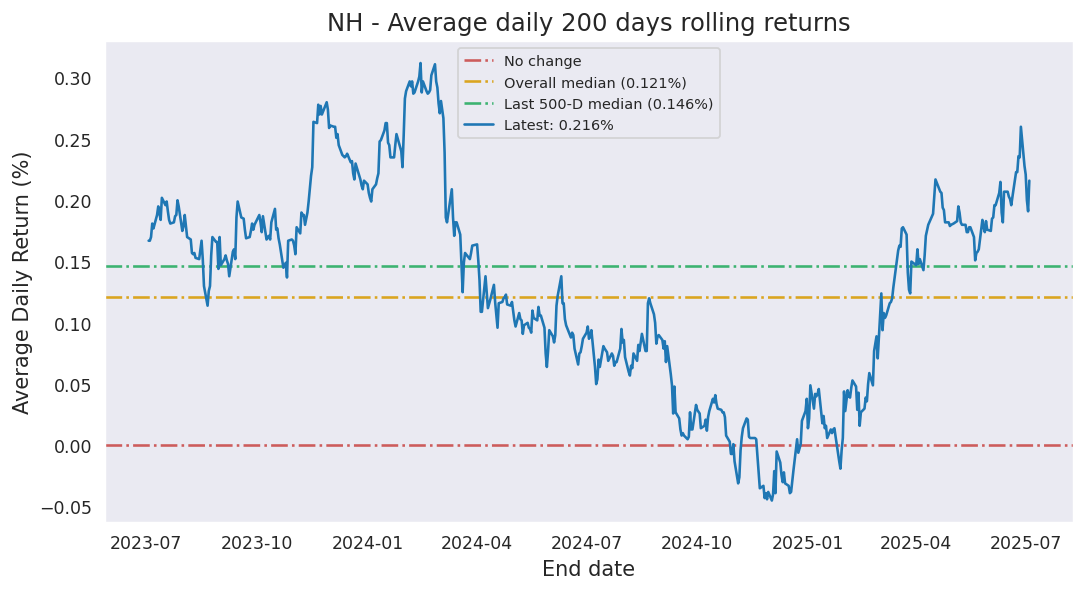 NH - Average daily 200 days rolling returns
No change
Overall median (0.121%)
Last 500-D median (0.146%)
Latest: 0.216%
Average Daily Return (%)
0.30
0.25
0.20
0.15
0.10
0.05
0.00
−0.05
2023-07 2023-10 2024-01 2024-04 2024-07 2024-10 2025-01 2025-04 2025-07
End date